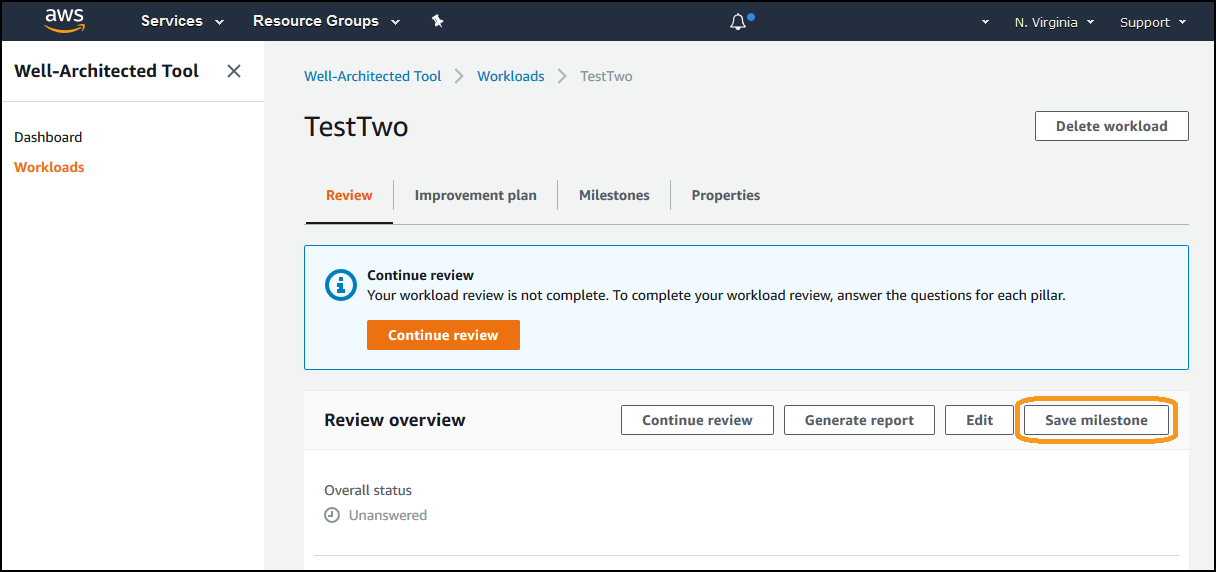 aws Services Resource Groups N. Virginia Support
Well-Architected Tool
Dashboard
Workloads
Well-Architected Tool Workloads TestTwo
TestTwo
Delete workload
Review Improvement plan Milestones Properties
Continue review
Your workload review is not complete. To complete your workload review, answer the questions for each pillar.
Continue review
Review overview
Continue review Generate report Edit Save milestone
Overall status
Unanswered